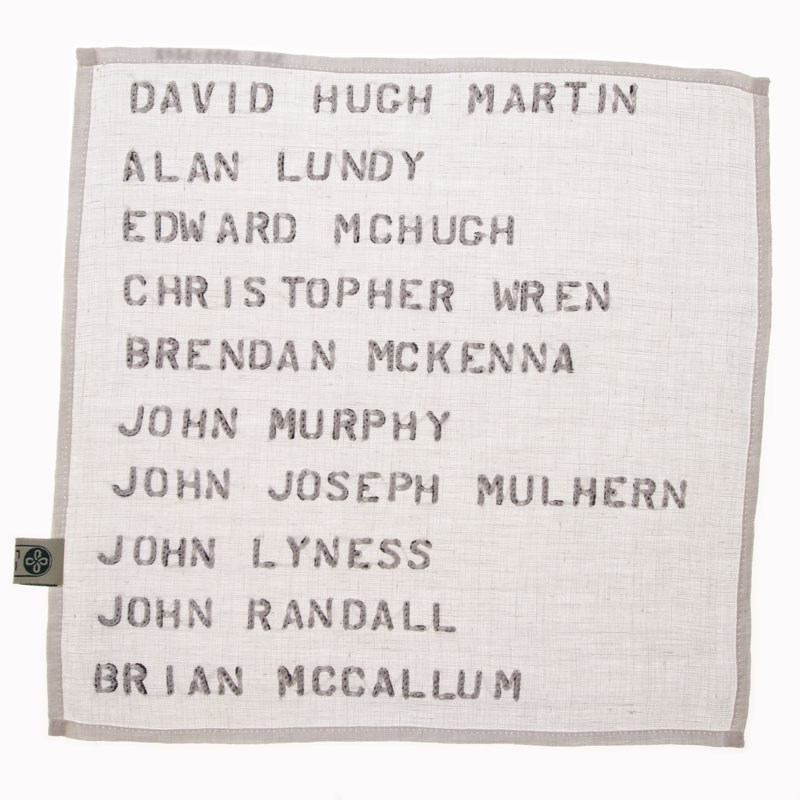 DAVID HUGH MARTIN
ALAN LUNDY
EDWARD MCHUGH
CHRISTOPHER WREN
BRENDAN MCKENNA
JOHN MURPHY
JOHN JOSEPH MULHERN
JOHN LYNESS
JOHN RANDALL
BRIAN MCCALLUM